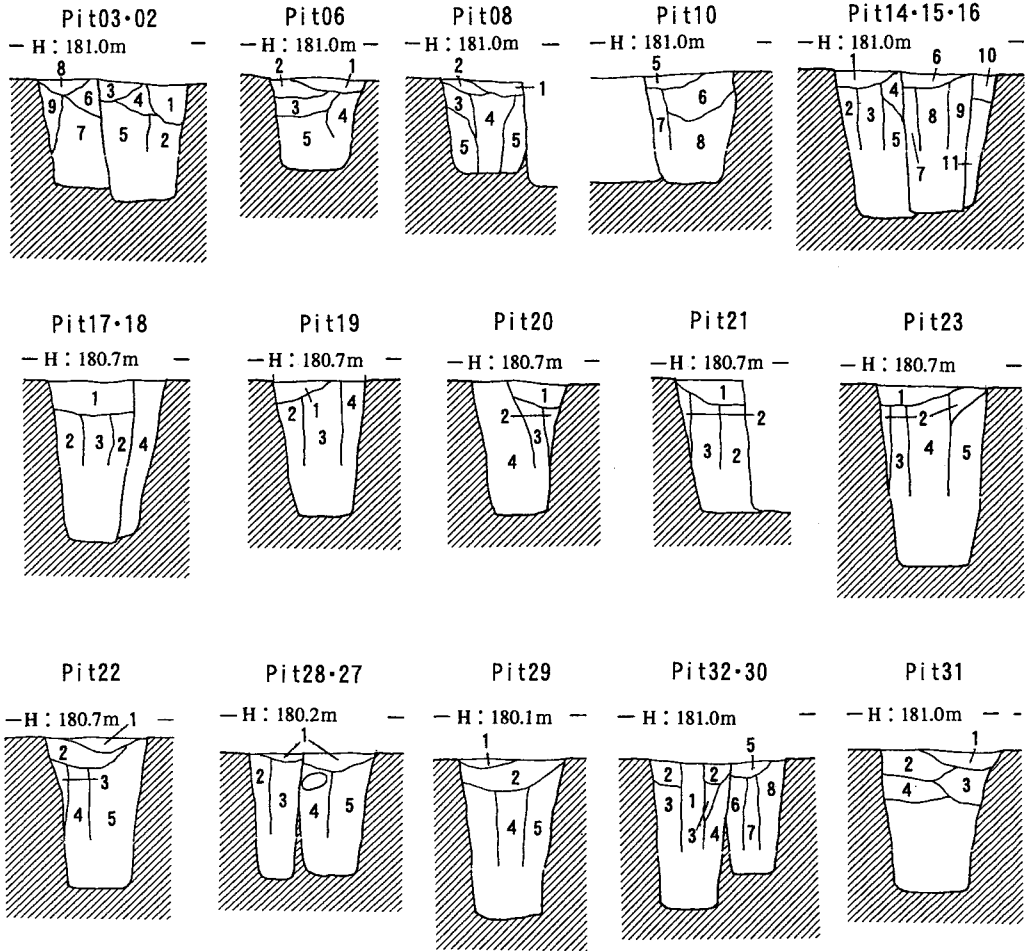 Pit03・02 Pit06 Pit08 Pit10 Pit14・15・16
— H：181.0m — — H：181.0m — — H：181.0m — — H：181.0m — — H：181.0m —
8 9 6 7 3 4 1 5 2
2 1 3 4 5
2 1 3 4 5 5
5 6 7 8
1 6 10 2 3 4 5 8 9 7 11
Pit17・18 Pit19 Pit20 Pit21 Pit23
— H：180.7m — — H：180.7m — — H：180.7m — — H：180.7m — — H：180.7m —
1 2 3 2 4
2 1 3 4
1 2 3 4
1 2 3 2
1 2 3 4 5
Pit22 Pit28・27 Pit29 Pit32・30 Pit31
— H：180.7m — — H：180.2m — — H：180.1m — — H：181.0m — — H：181.0m —
1 2 3 4 5
1 2 3 4 5
1 2 4 5
5 2 2 3 1 3 4 6 7 8
1 2 3 4